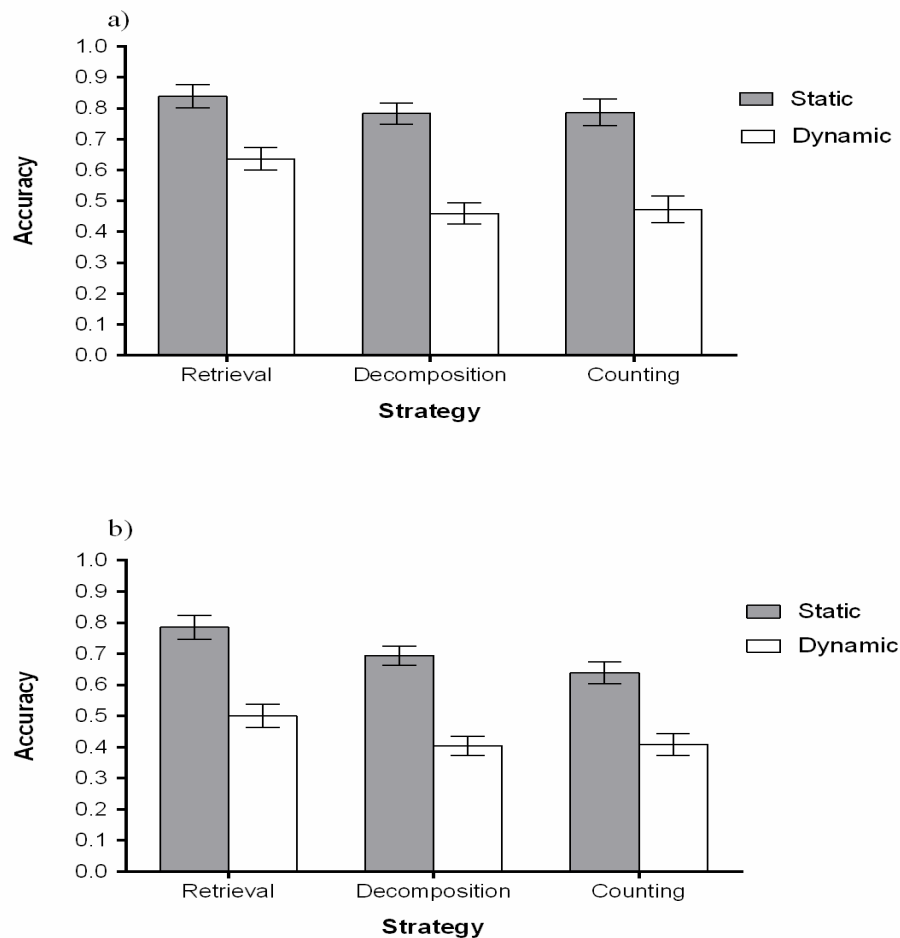 a)
1.0
0.9
0.8
0.7
0.6
0.5
0.4
0.3
0.2
0.1
0.0
Accuracy
Static
Dynamic
Retrieval Decomposition Counting
Strategy
b)
1.0
0.9
0.8
0.7
0.6
0.5
0.4
0.3
0.2
0.1
0.0
Accuracy
Static
Dynamic
Retrieval Decomposition Counting
Strategy